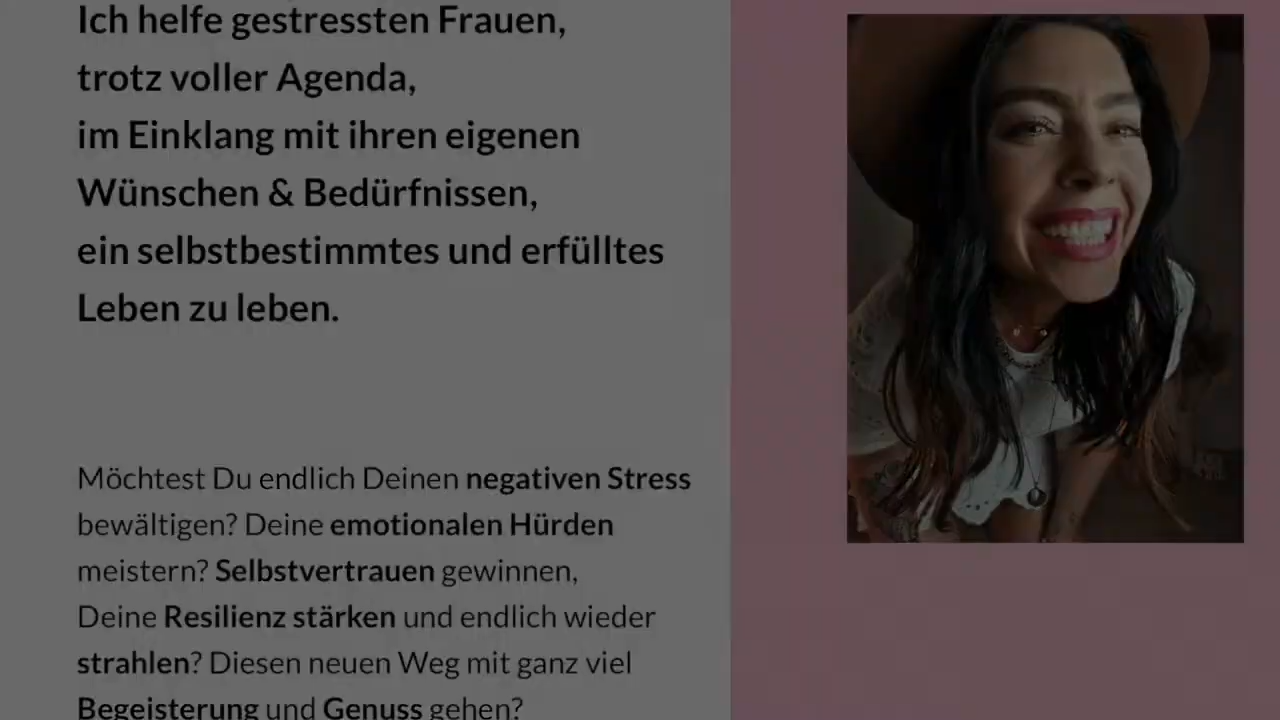 Ich helfe gestressten Frauen,
trotz voller Agenda,
im Einklang mit ihren eigenen
Wünschen & Bedürfnissen,
ein selbstbestimmtes und erfülltes
Leben zu leben.
Möchtest Du endlich Deinen negativen Stress
bewältigen? Deine emotionalen Hürden
meistern? Selbstvertrauen gewinnen,
Deine Resilienz stärken und endlich wieder
strahlen? Diesen neuen Weg mit ganz viel
Begeisterung und Genuss gehen?